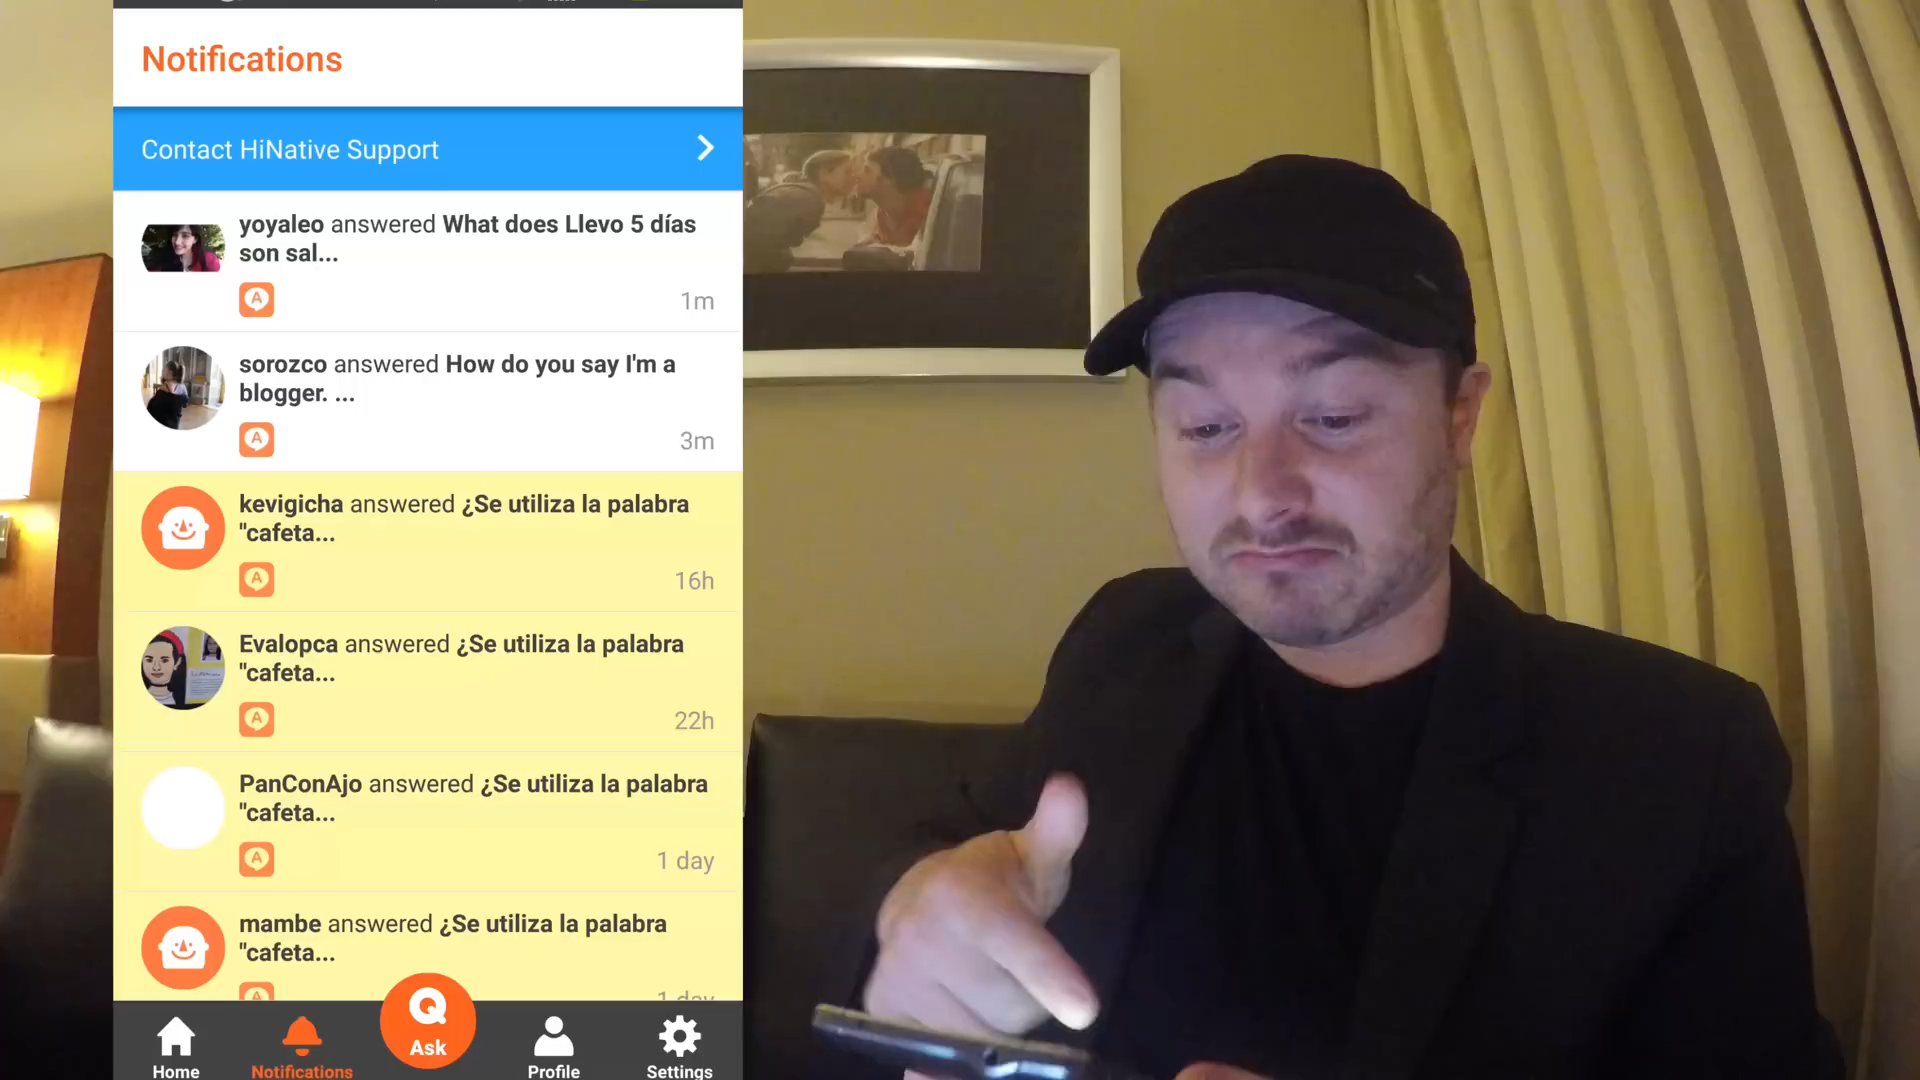 Notifications
Contact HiNative Support
yoyaleo answered What does Llevo 5 días
son sal...
A
1m
sorozco answered How do you say I'm a
blogger. ...
A
3m
kevigicha answered ¿Se utiliza la palabra
"cafeta...
A
16h
Evalopca answered ¿Se utiliza la palabra
"cafeta...
A
22h
PanConAjo answered ¿Se utiliza la palabra
"cafeta...
A
1 day
mambe answered ¿Se utiliza la palabra
"cafeta...
A
1 day
Q
Ask
Home
Notifications
Profile
Settings